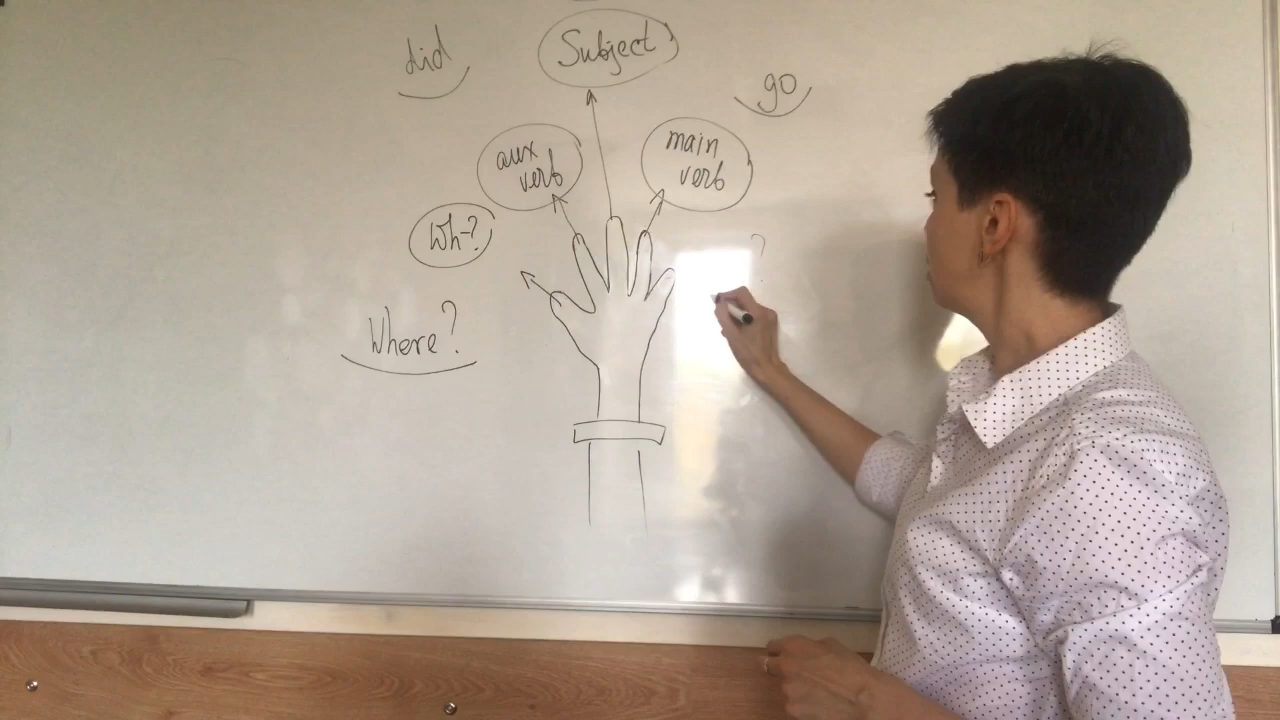 did
Subject
go
aux
verb
main
verb
Wh-?
?
Where?